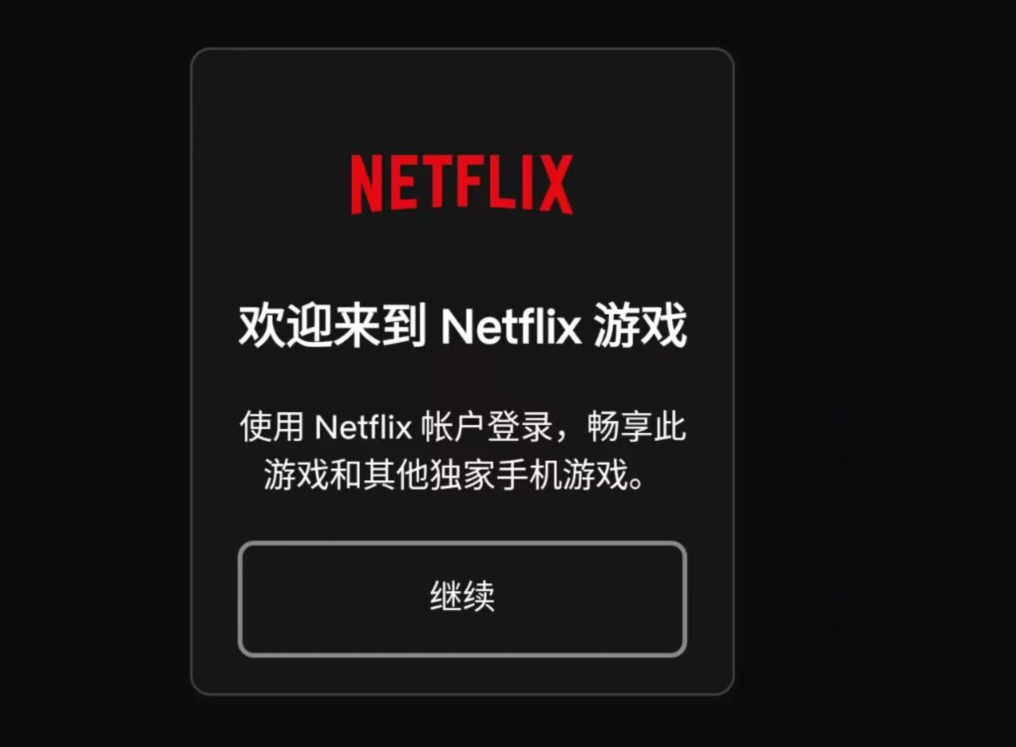 NETFLIX
欢迎来到 Netflix 游戏
使用 Netflix 帐户登录，畅享此
游戏和其他独家手机游戏。
继续